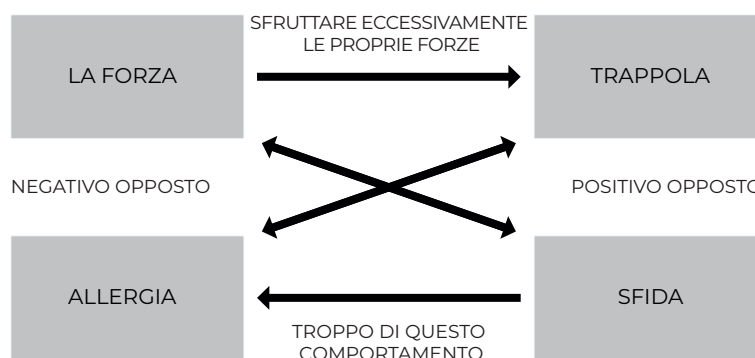 SFRUTTARE ECCESSIVAMENTE
LE PROPRIE FORZE
LA FORZA
TRAPPOLA
NEGATIVO OPPOSTO
POSITIVO OPPOSTO
ALLERGIA
SFIDA
TROPPO DI QUESTO
COMPORTAMENTO